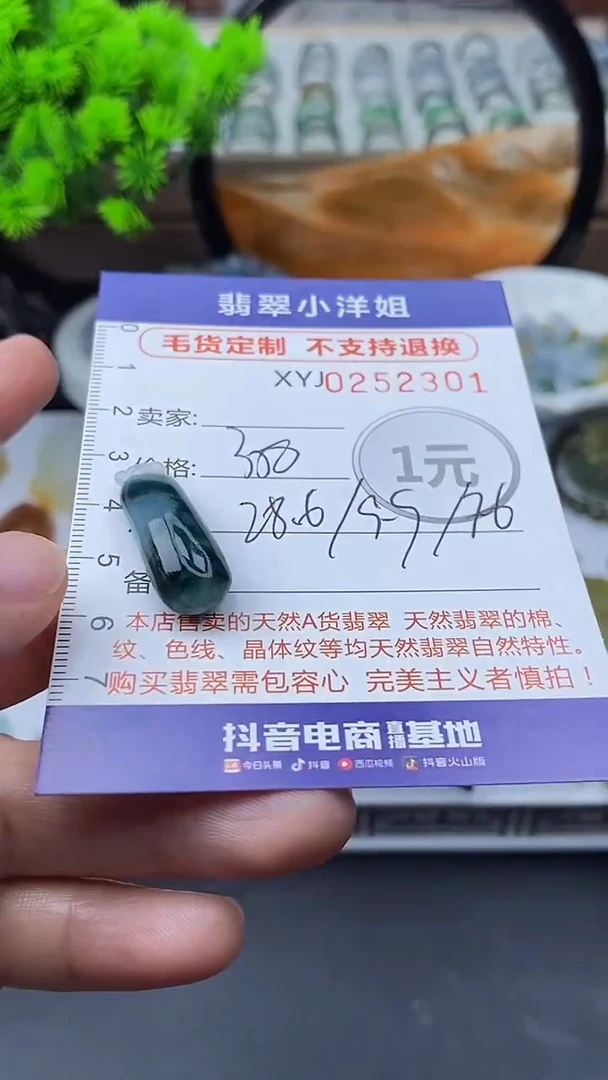 翡翠小洋姐
毛货定制 不支持退换
XYJ0252301
0
1
2 卖家:
3 价格: 300
1元
4 28.6/
5
备
6 本店售卖的天然A货翡翠 天然翡翠的棉、
纹、色线、晶体纹等均天然翡翠自然特性。
7 购买翡翠需包容心 完美主义者慎拍!
抖音电商直播基地
今日头条 抖音 西瓜视频 抖音火山版